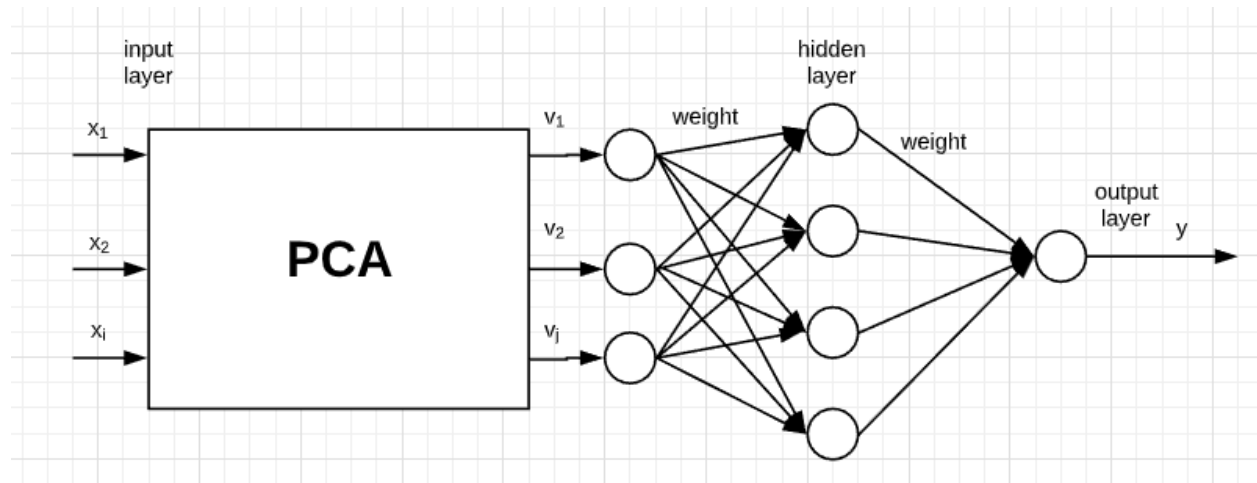 input
layer
hidden
layer
x₁
v₁
weight
weight
output
layer
y
x₂
v₂
PCA
xᵢ
vⱼ